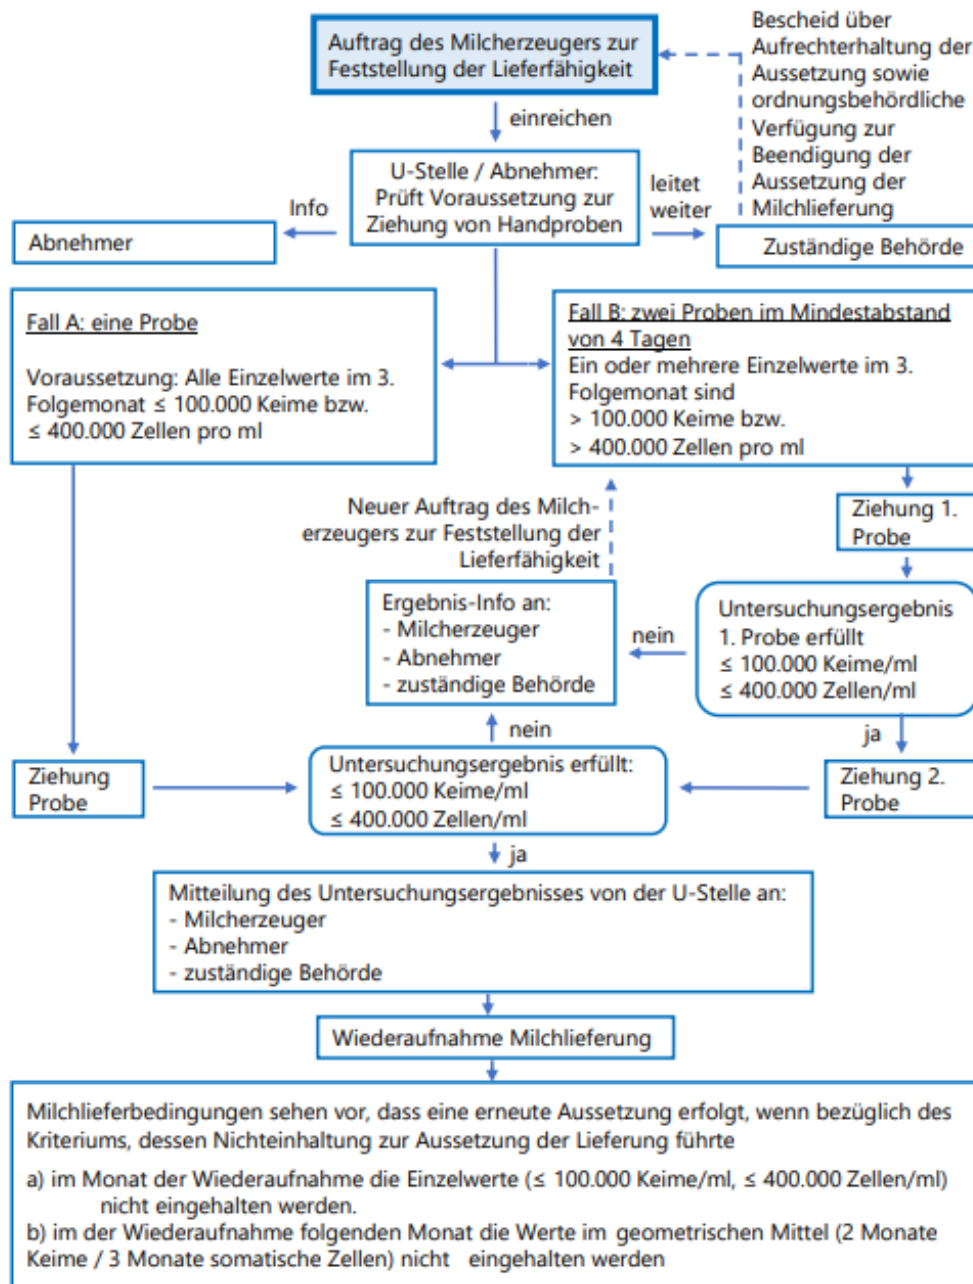 Auftrag des Milcherzeugers zur
Feststellung der Lieferfähigkeit
Bescheid über
Aufrechterhaltung der
Aussetzung sowie
ordnungsbehördliche
Verfügung zur
Beendigung der
Aussetzung der
Milchlieferung
einreichen
U-Stelle / Abnehmer:
Prüft Voraussetzung zur
Ziehung von Handproben
Info
leitet
weiter
Abnehmer
Zuständige Behörde
Fall A: eine Probe
Voraussetzung: Alle Einzelwerte im 3.
Folgemonat ≤ 100.000 Keime bzw.
≤ 400.000 Zellen pro ml
Fall B: zwei Proben im Mindestabstand
von 4 Tagen
Ein oder mehrere Einzelwerte im 3.
Folgemonat sind
> 100.000 Keime bzw.
> 400.000 Zellen pro ml
Neuer Auftrag des Milch-
erzeugers zur Feststellung der
Lieferfähigkeit
Ziehung 1.
Probe
Ergebnis-Info an:
- Milcherzeuger
- Abnehmer
- zuständige Behörde
nein
Untersuchungsergebnis
1. Probe erfüllt
≤ 100.000 Keime/ml
≤ 400.000 Zellen/ml
nein
ja
Ziehung
Probe
Untersuchungsergebnis erfüllt:
≤ 100.000 Keime/ml
≤ 400.000 Zellen/ml
Ziehung 2.
Probe
ja
Mitteilung des Untersuchungsergebnisses von der U-Stelle an:
- Milcherzeuger
- Abnehmer
- zuständige Behörde
Wiederaufnahme Milchlieferung
Milchlieferbedingungen sehen vor, dass eine erneute Aussetzung erfolgt, wenn bezüglich des
Kriteriums, dessen Nichteinhaltung zur Aussetzung der Lieferung führte
a) im Monat der Wiederaufnahme die Einzelwerte (≤ 100.000 Keime/ml, ≤ 400.000 Zellen/ml)
nicht eingehalten werden.
b) im der Wiederaufnahme folgenden Monat die Werte im geometrischen Mittel (2 Monate
Keime / 3 Monate somatische Zellen) nicht eingehalten werden